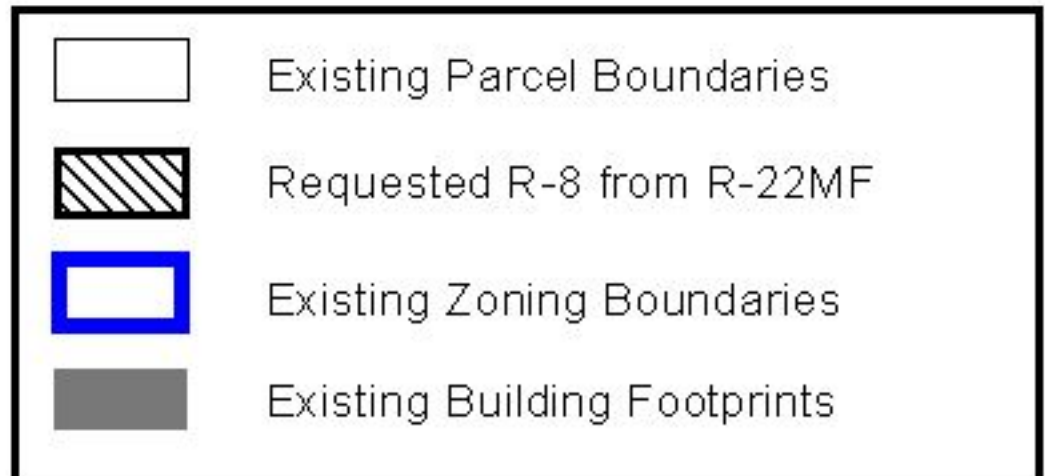 Existing Parcel Boundaries
Requested R-8 from R-22MF
Existing Zoning Boundaries
Existing Building Footprints